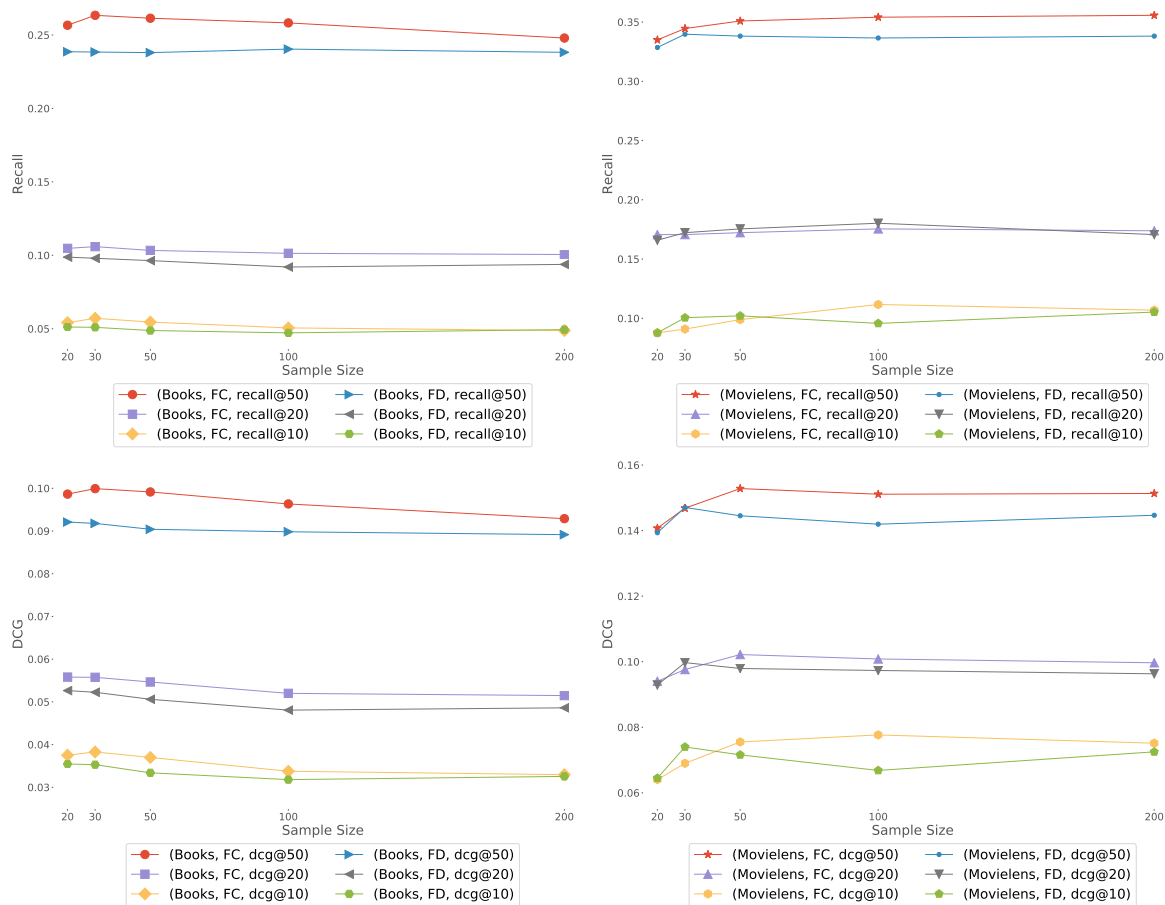 0.25
0.20
0.15
0.10
0.05
Recall
20 30 50 100 200
Sample Size
(Books, FC, recall@50) (Books, FD, recall@50)
(Books, FC, recall@20) (Books, FD, recall@20)
(Books, FC, recall@10) (Books, FD, recall@10)
0.35
0.30
0.25
0.20
0.15
0.10
Recall
20 30 50 100 200
Sample Size
(Movielens, FC, recall@50) (Movielens, FD, recall@50)
(Movielens, FC, recall@20) (Movielens, FD, recall@20)
(Movielens, FC, recall@10) (Movielens, FD, recall@10)
0.10
0.09
0.08
0.07
0.06
0.05
0.04
0.03
DCG
20 30 50 100 200
Sample Size
(Books, FC, dcg@50) (Books, FD, dcg@50)
(Books, FC, dcg@20) (Books, FD, dcg@20)
(Books, FC, dcg@10) (Books, FD, dcg@10)
0.16
0.14
0.12
0.10
0.08
0.06
DCG
20 30 50 100 200
Sample Size
(Movielens, FC, dcg@50) (Movielens, FD, dcg@50)
(Movielens, FC, dcg@20) (Movielens, FD, dcg@20)
(Movielens, FC, dcg@10) (Movielens, FD, dcg@10)